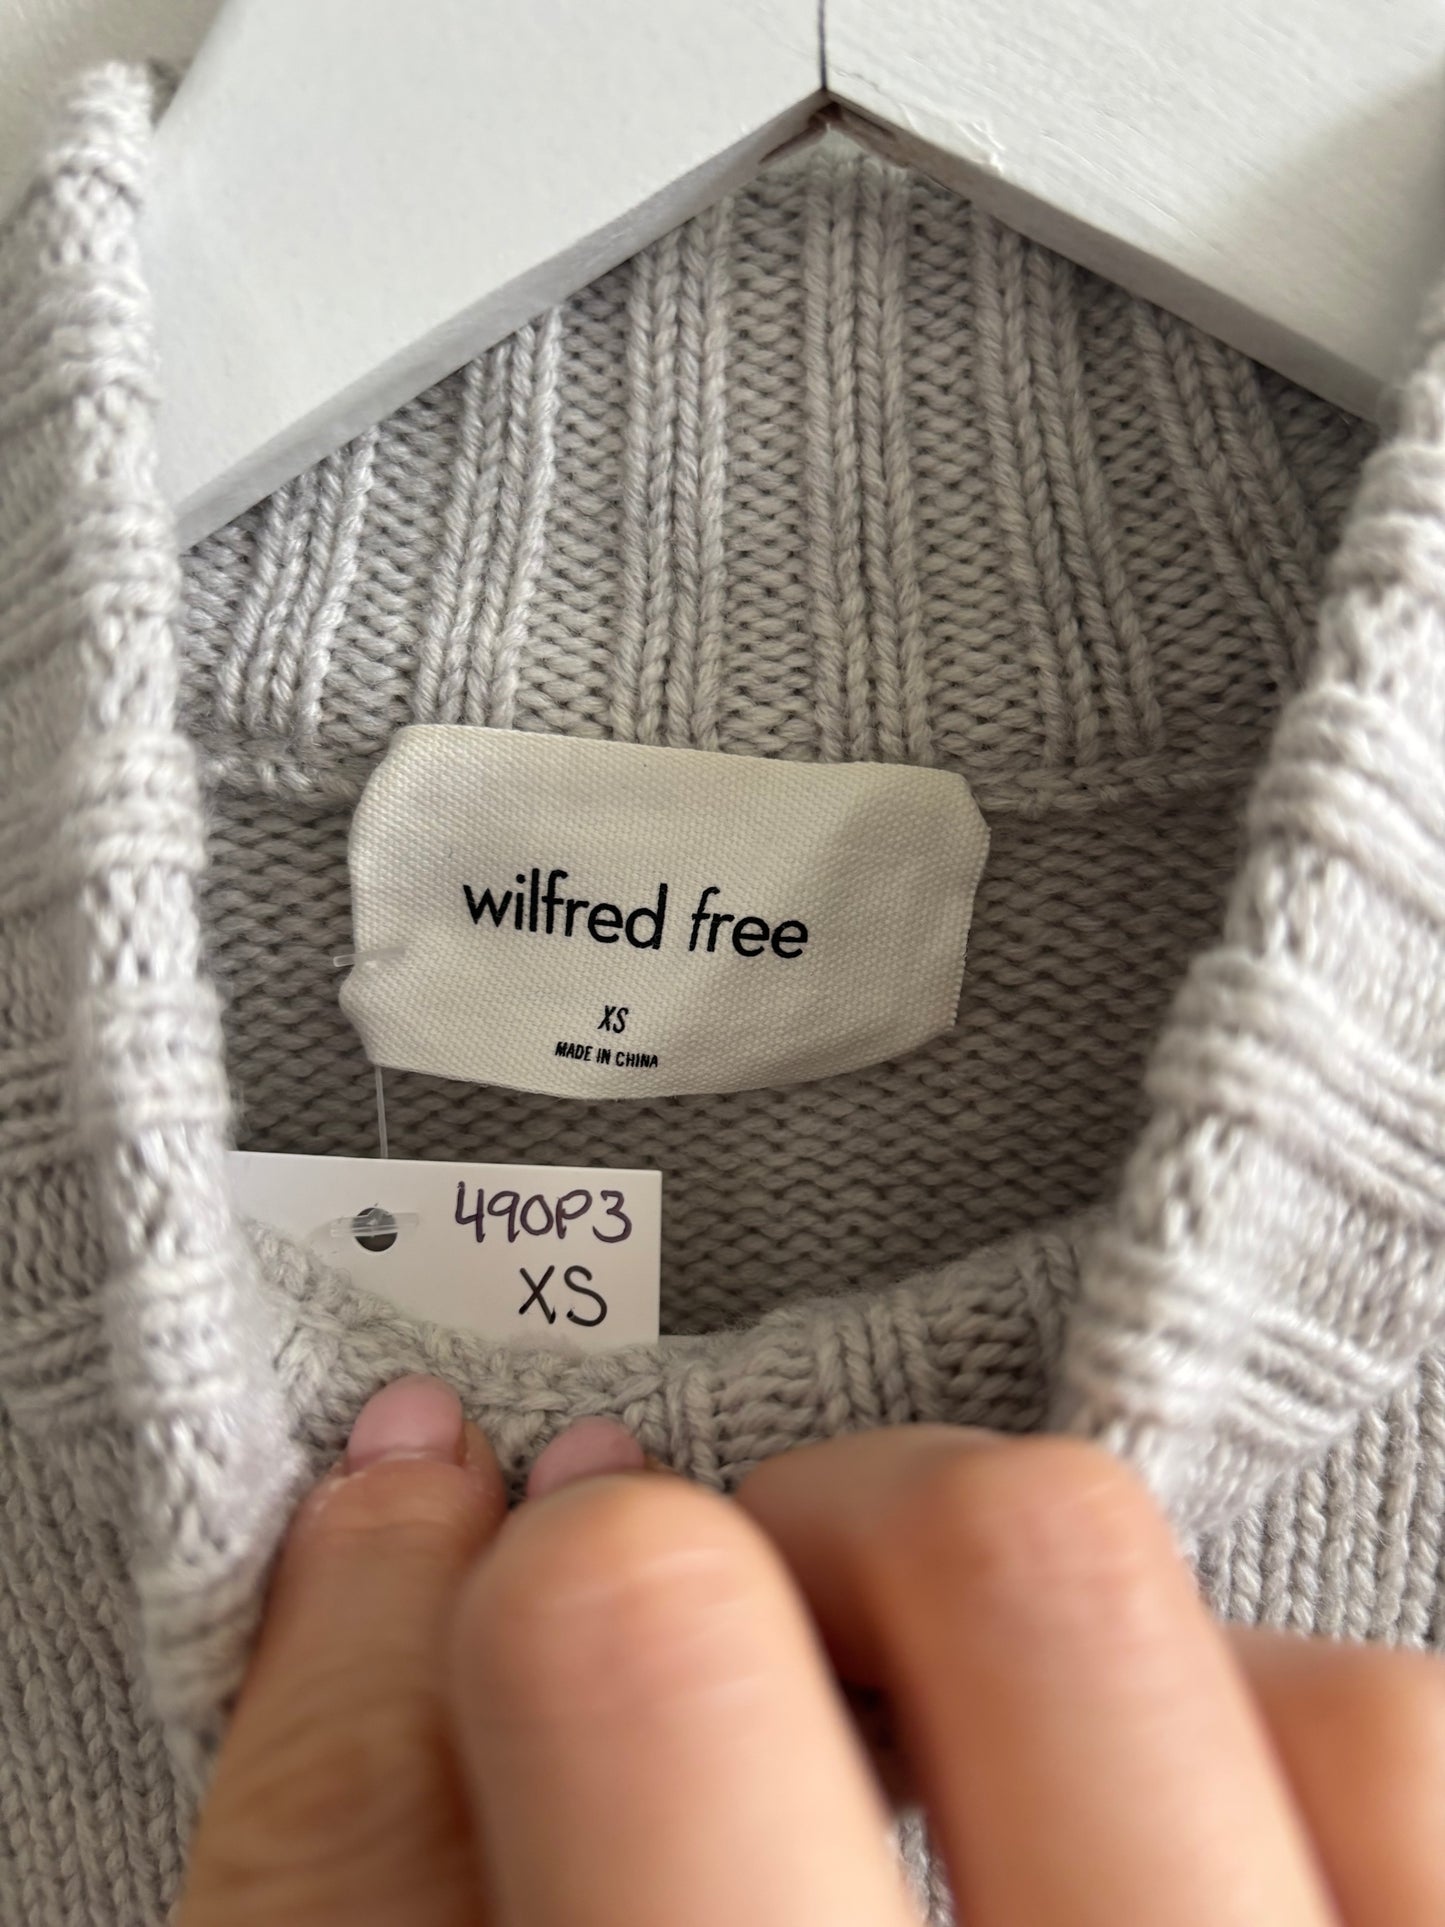 wilfred free
XS
MADE IN CHINA
490P3
XS